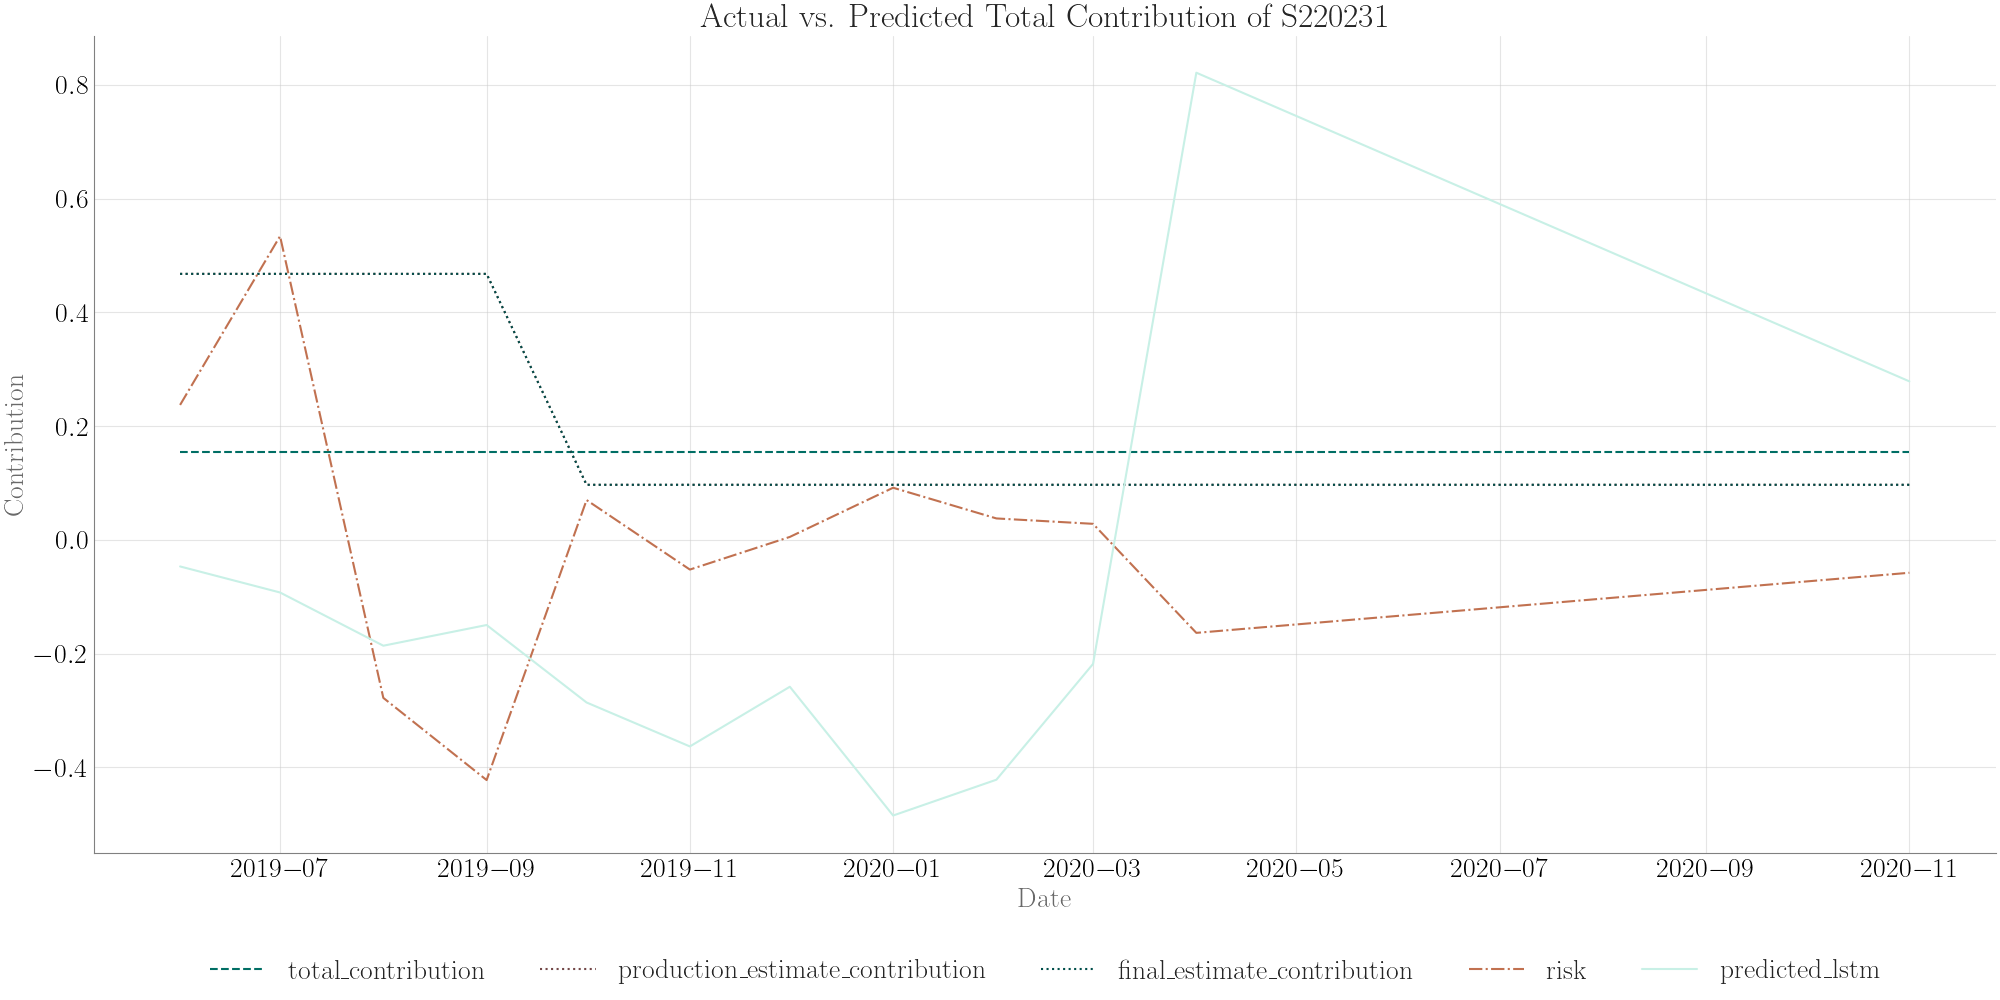 Actual vs. Predicted Total Contribution of S220231
Contribution
0.8
0.6
0.4
0.2
0.0
−0.2
−0.4
2019−07 2019−09 2019−11 2020−01 2020−03 2020−05 2020−07 2020−09 2020−11
Date
total_contribution production_estimate_contribution final_estimate_contribution risk predicted_lstm